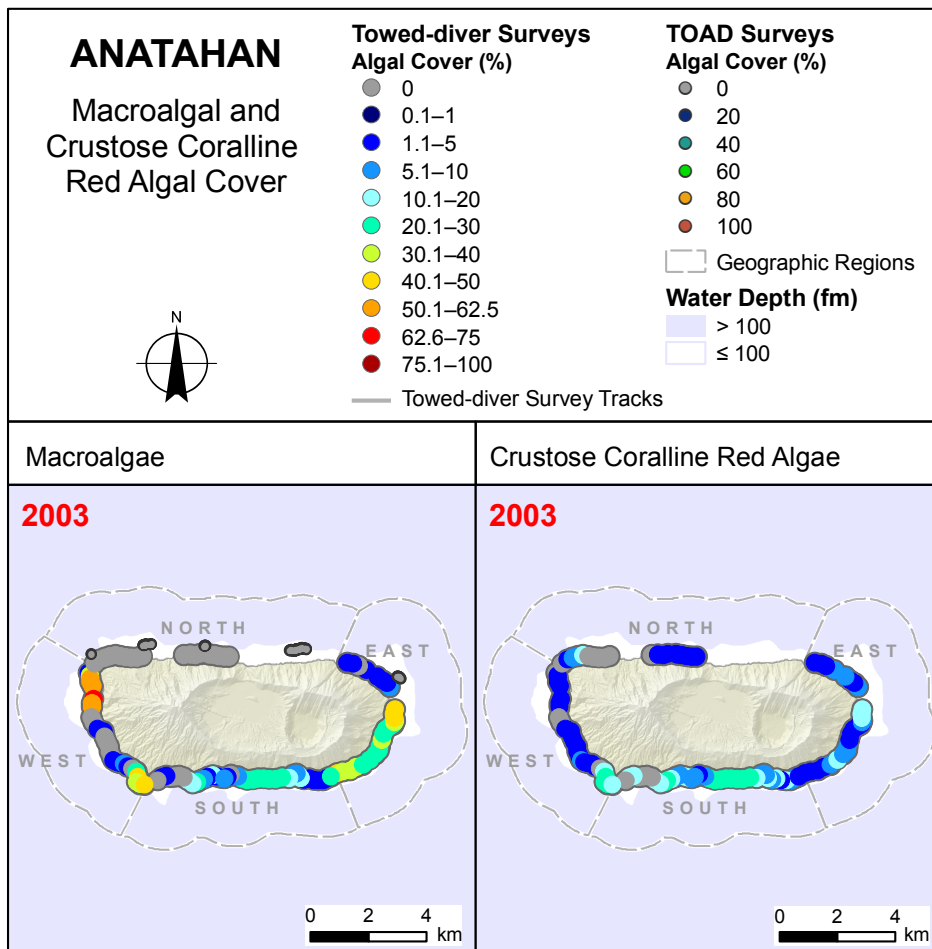 ANATAHAN
Macroalgal and
Crustose Coralline
Red Algal Cover
N
Towed-diver Surveys
Algal Cover (%)
0
0.1–1
1.1–5
5.1–10
10.1–20
20.1–30
30.1–40
40.1–50
50.1–62.5
62.6–75
75.1–100
Towed-diver Survey Tracks
TOAD Surveys
Algal Cover (%)
0
20
40
60
80
100
Geographic Regions
Water Depth (fm)
> 100
≤ 100
Macroalgae
2003
NORTH
EAST
WEST
SOUTH
0 2 4
km
Crustose Coralline Red Algae
2003
NORTH
EAST
WEST
SOUTH
0 2 4
km